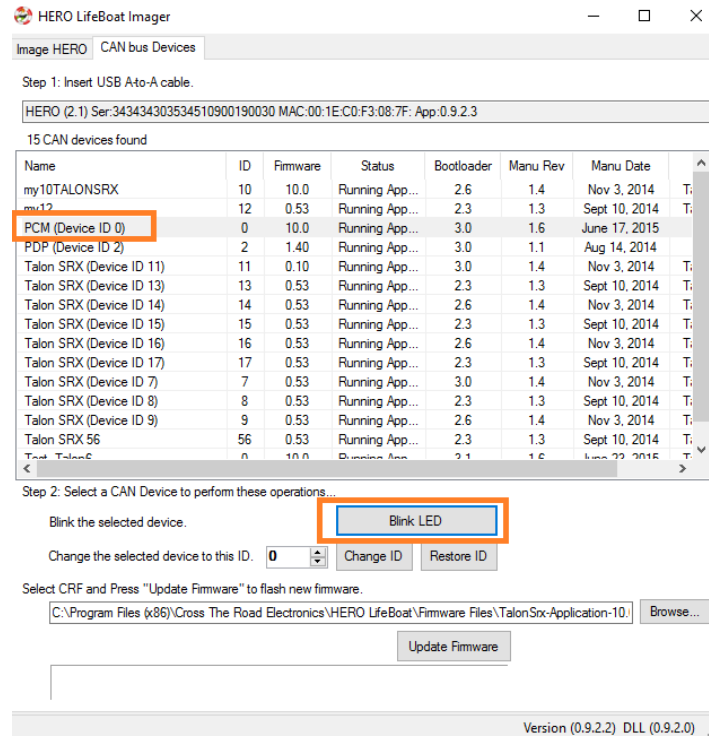 HERO LifeBoat Imager
Image HERO CAN bus Devices
Step 1: Insert USB A-to-A cable.
HERO (2.1) Ser:343434303534510900190030 MAC:00:1E:C0:F3:08:7F: App:0.9.2.3
15 CAN devices found
Name ID Firmware Status Bootloader Manu Rev Manu Date
my10TALONSRX 10 10.0 Running App... 2.6 1.4 Nov 3, 2014
my12 12 0.53 Running App... 2.3 1.3 Sept 10, 2014
PCM (Device ID 0) 0 10.0 Running App... 3.0 1.6 June 17, 2015
PDP (Device ID 2) 2 1.40 Running App... 3.0 1.1 Aug 14, 2014
Talon SRX (Device ID 11) 11 0.10 Running App... 3.0 1.4 Nov 3, 2014
Talon SRX (Device ID 13) 13 0.53 Running App... 2.3 1.3 Sept 10, 2014
Talon SRX (Device ID 14) 14 0.53 Running App... 2.6 1.4 Nov 3, 2014
Talon SRX (Device ID 15) 15 0.53 Running App... 2.3 1.3 Sept 10, 2014
Talon SRX (Device ID 16) 16 0.53 Running App... 2.6 1.4 Nov 3, 2014
Talon SRX (Device ID 17) 17 0.53 Running App... 2.3 1.3 Sept 10, 2014
Talon SRX (Device ID 7) 7 0.53 Running App... 3.0 1.4 Nov 3, 2014
Talon SRX (Device ID 8) 8 0.53 Running App... 2.3 1.3 Sept 10, 2014
Talon SRX (Device ID 9) 9 0.53 Running App... 2.6 1.4 Nov 3, 2014
Talon SRX 56 56 0.53 Running App... 2.3 1.3 Sept 10, 2014
Test_Talon6 0 10.0 Running App... 2.1 1.6 June 23, 2015
Step 2: Select a CAN Device to perform these operations...
Blink the selected device. Blink LED
Change the selected device to this ID. 0 Change ID Restore ID
Select CRF and Press "Update Firmware" to flash new firmware.
C:\Program Files (x86)\Cross The Road Electronics\HERO LifeBoat\Firmware Files\TalonSrx-Application-10. Browse...
Update Firmware
Version (0.9.2.2) DLL (0.9.2.0)